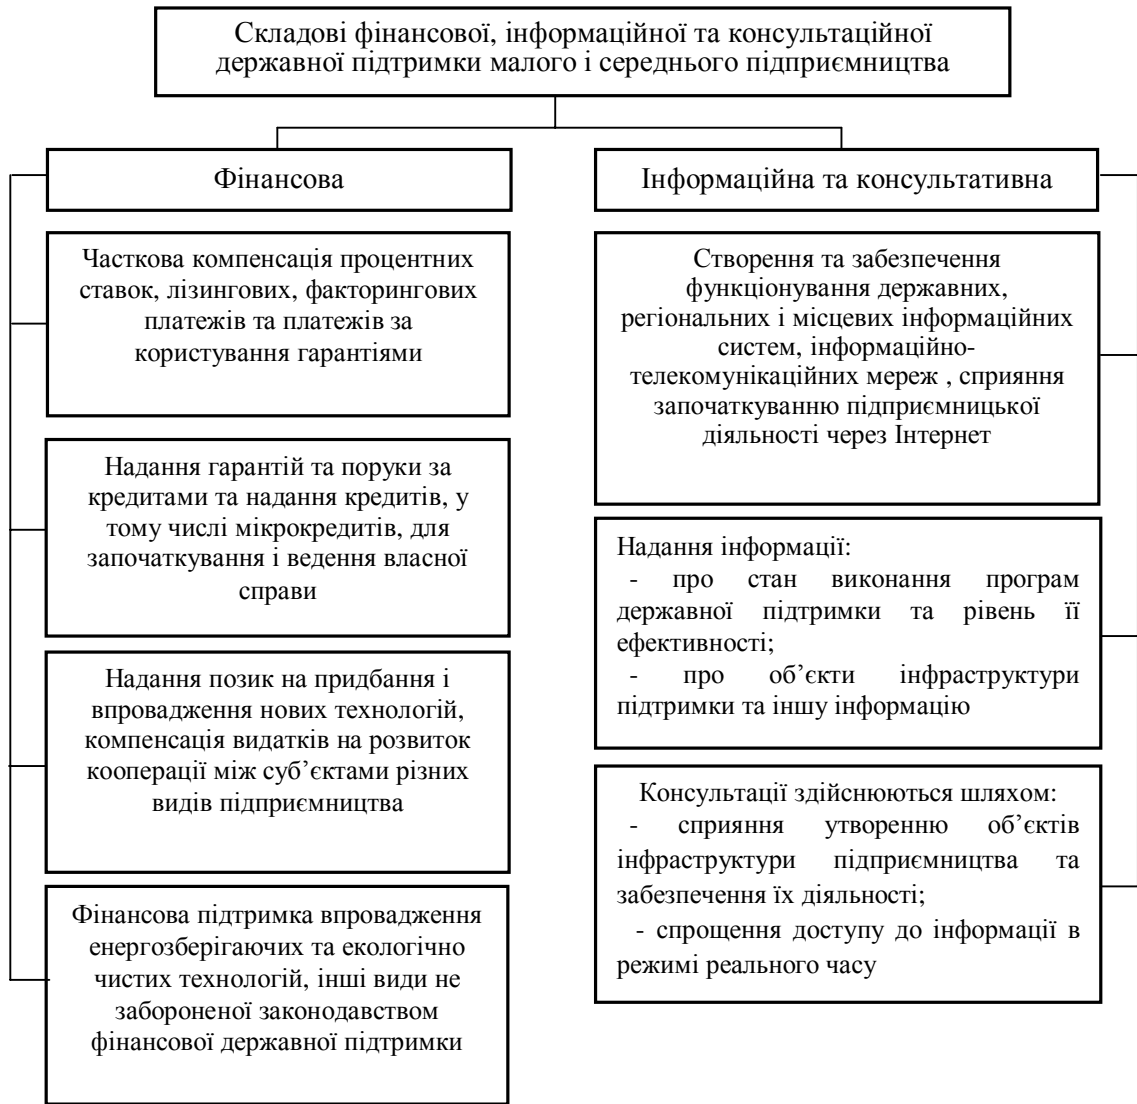 Складові фінансової, інформаційної та консультаційної
державної підтримки малого і середнього підприємництва
Фінансова
Часткова компенсація процентних
ставок, лізингових, факторингових
платежів та платежів за
користування гарантіями
Надання гарантій та поруки за
кредитами та надання кредитів, у
тому числі мікрокредитів, для
започаткування і ведення власної
справи
Надання позик на придбання і
впровадження нових технологій,
компенсація видатків на розвиток
кооперації між суб’єктами різних
видів підприємництва
Фінансова підтримка впровадження
енергозберігаючих та екологічно
чистих технологій, інші види не
забороненої законодавством
фінансової державної підтримки
Інформаційна та консультативна
Створення та забезпечення
функціонування державних,
регіональних і місцевих інформаційних
систем, інформаційно-
телекомунікаційних мереж , сприяння
започаткуванню підприємницької
діяльності через Інтернет
Надання інформації:
- про стан виконання програм
державної підтримки та рівень її
ефективності;
- про об’єкти інфраструктури
підтримки та іншу інформацію
Консультації здійснюються шляхом:
- сприяння утворенню об’єктів
інфраструктури підприємництва та
забезпечення їх діяльності;
- спрощення доступу до інформації в
режимі реального часу